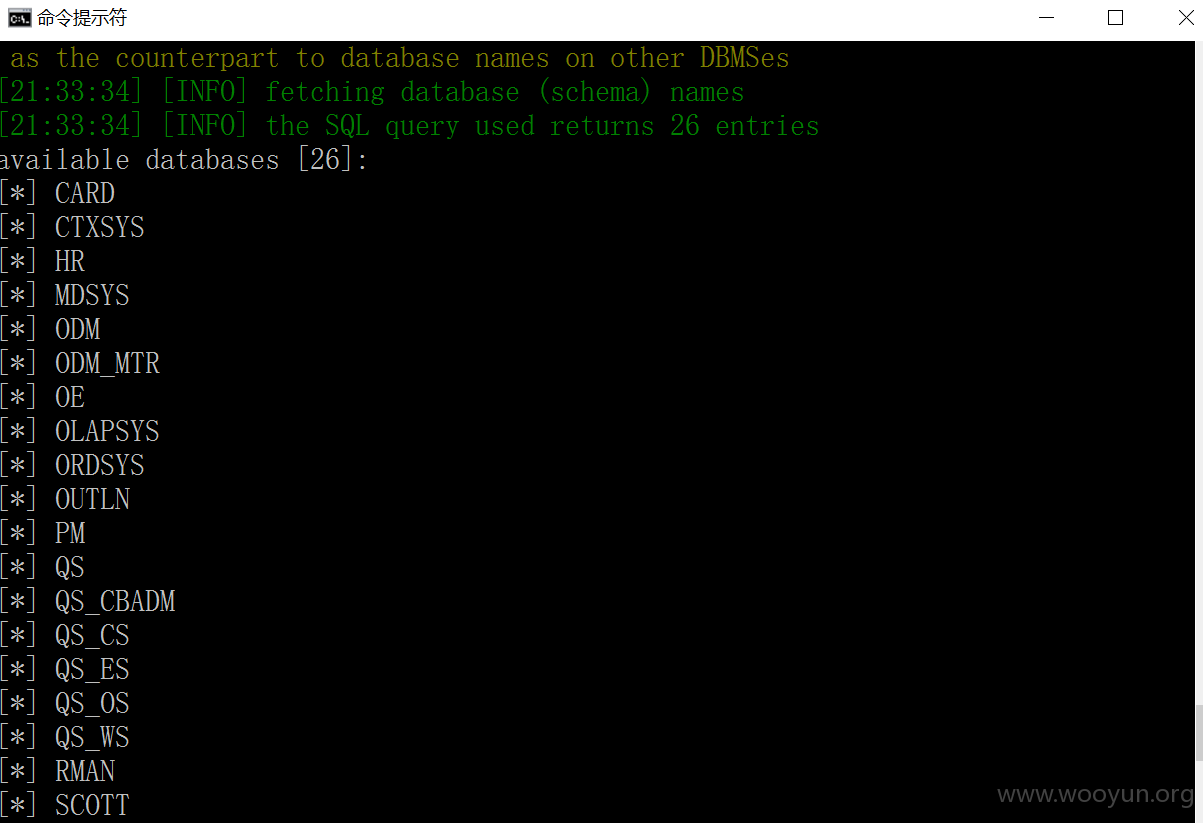 命令提示符
as the counterpart to database names on other DBMSes
[21:33:34] [INFO] fetching database (schema) names
[21:33:34] [INFO] the SQL query used returns 26 entries
available databases [26]:
[*] CARD
[*] CTXSYS
[*] HR
[*] MDSYS
[*] ODM
[*] ODM_MTR
[*] OE
[*] OLAPSYS
[*] ORDSYS
[*] OUTLN
[*] PM
[*] QS
[*] QS_CBADM
[*] QS_CS
[*] QS_ES
[*] QS_OS
[*] QS_WS
[*] RMAN
[*] SCOTT
www.wooyun.org